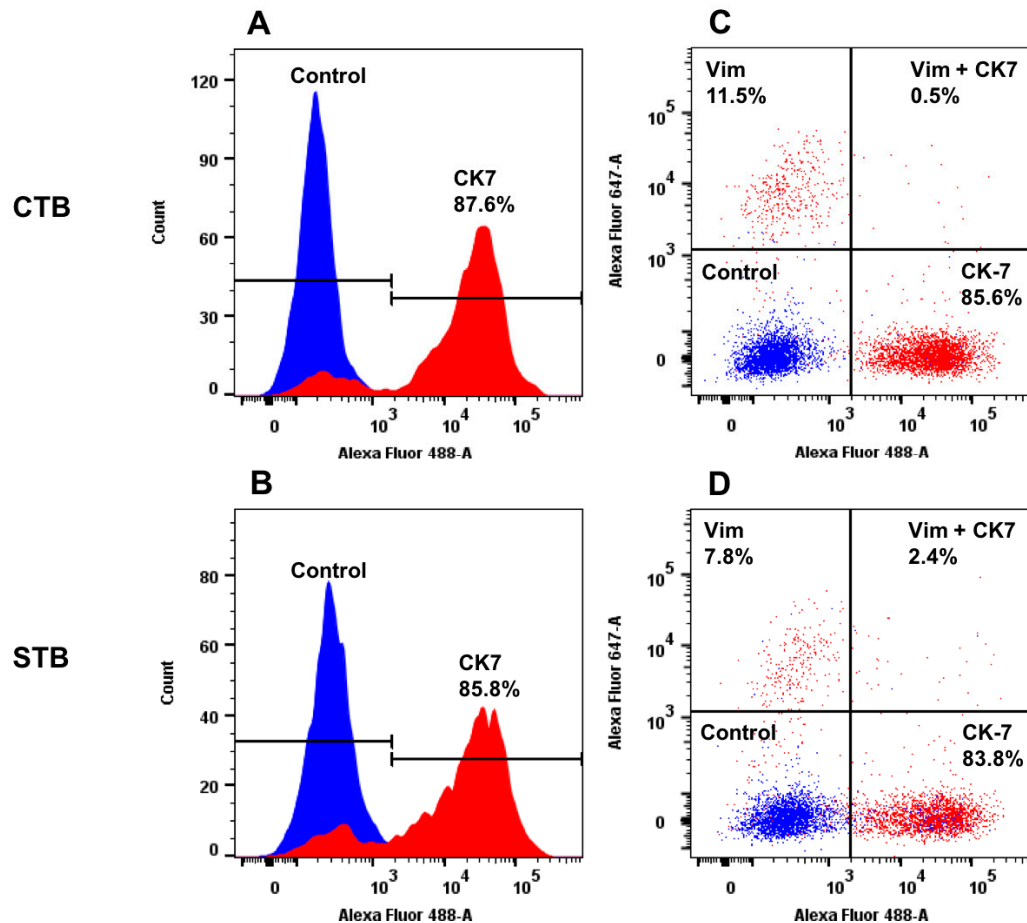 A
Control
CK7
87.6%
120
90
60
30
0
Count
0
10^3
10^4
10^5
Alexa Fluor 488-A
CTB
C
Vim
11.5%
Vim + CK7
0.5%
Control
CK-7
85.6%
10^5
10^4
10^3
0
Alexa Fluor 647-A
0
10^3
10^4
10^5
Alexa Fluor 488-A
B
Control
CK7
85.8%
80
60
40
20
0
Count
0
10^3
10^4
10^5
Alexa Fluor 488-A
STB
D
Vim
7.8%
Vim + CK7
2.4%
Control
CK-7
83.8%
10^5
10^4
10^3
0
Alexa Fluor 647-A
0
10^3
10^4
10^5
Alexa Fluor 488-A